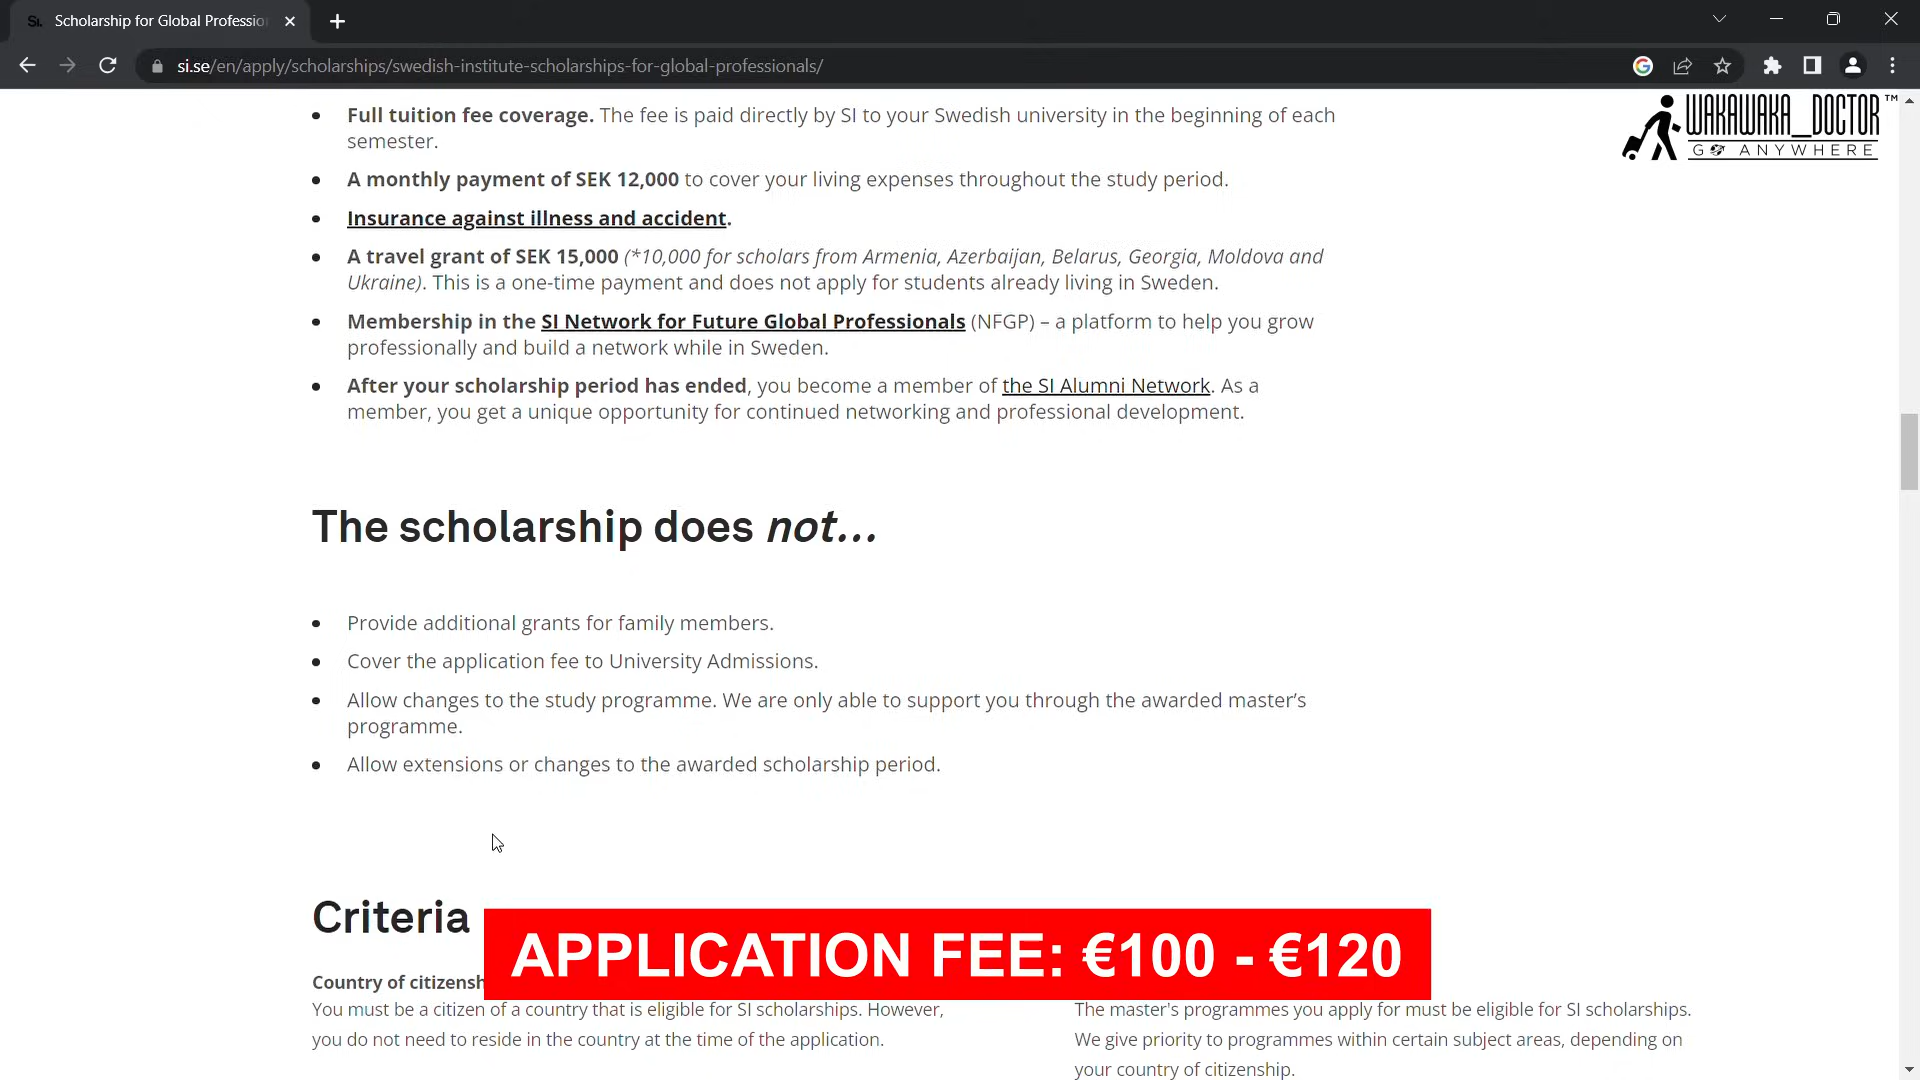 Si. Scholarship for Global Professio
si.se/en/apply/scholarships/swedish-institute-scholarships-for-global-professionals/
WAKAWAKA_DOCTOR™
GO ANYWHERE
• Full tuition fee coverage. The fee is paid directly by SI to your Swedish university in the beginning of each
semester.
• A monthly payment of SEK 12,000 to cover your living expenses throughout the study period.
• Insurance against illness and accident.
• A travel grant of SEK 15,000 (*10,000 for scholars from Armenia, Azerbaijan, Belarus, Georgia, Moldova and
Ukraine). This is a one-time payment and does not apply for students already living in Sweden.
• Membership in the SI Network for Future Global Professionals (NFGP) – a platform to help you grow
professionally and build a network while in Sweden.
• After your scholarship period has ended, you become a member of the SI Alumni Network. As a
member, you get a unique opportunity for continued networking and professional development.
The scholarship does not...
• Provide additional grants for family members.
• Cover the application fee to University Admissions.
• Allow changes to the study programme. We are only able to support you through the awarded master’s
programme.
• Allow extensions or changes to the awarded scholarship period.
Criteria
APPLICATION FEE: €100 - €120
Country of citizensh
You must be a citizen of a country that is eligible for SI scholarships. However,
you do not need to reside in the country at the time of the application.
The master's programmes you apply for must be eligible for SI scholarships.
We give priority to programmes within certain subject areas, depending on
your country of citizenship.